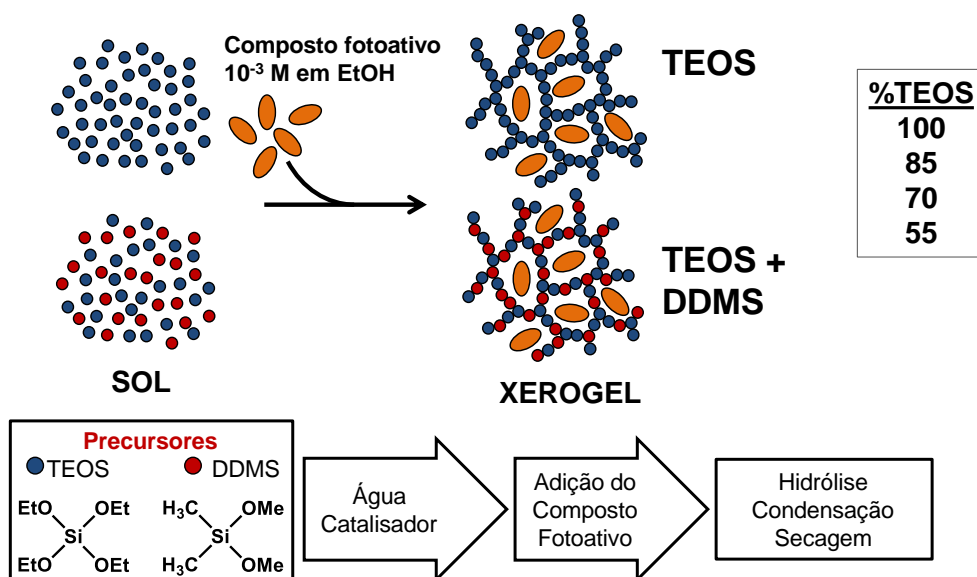 Composto fotoativo
10⁻³ M em EtOH
TEOS
%TEOS
100
85
70
55
TEOS +
DDMS
SOL
XEROGEL
Precursores
TEOS
DDMS
EtO OEt
Si
EtO OEt
H₃C OMe
Si
H₃C OMe
Água
Catalisador
Adição do
Composto
Fotoativo
Hidrólise
Condensação
Secagem